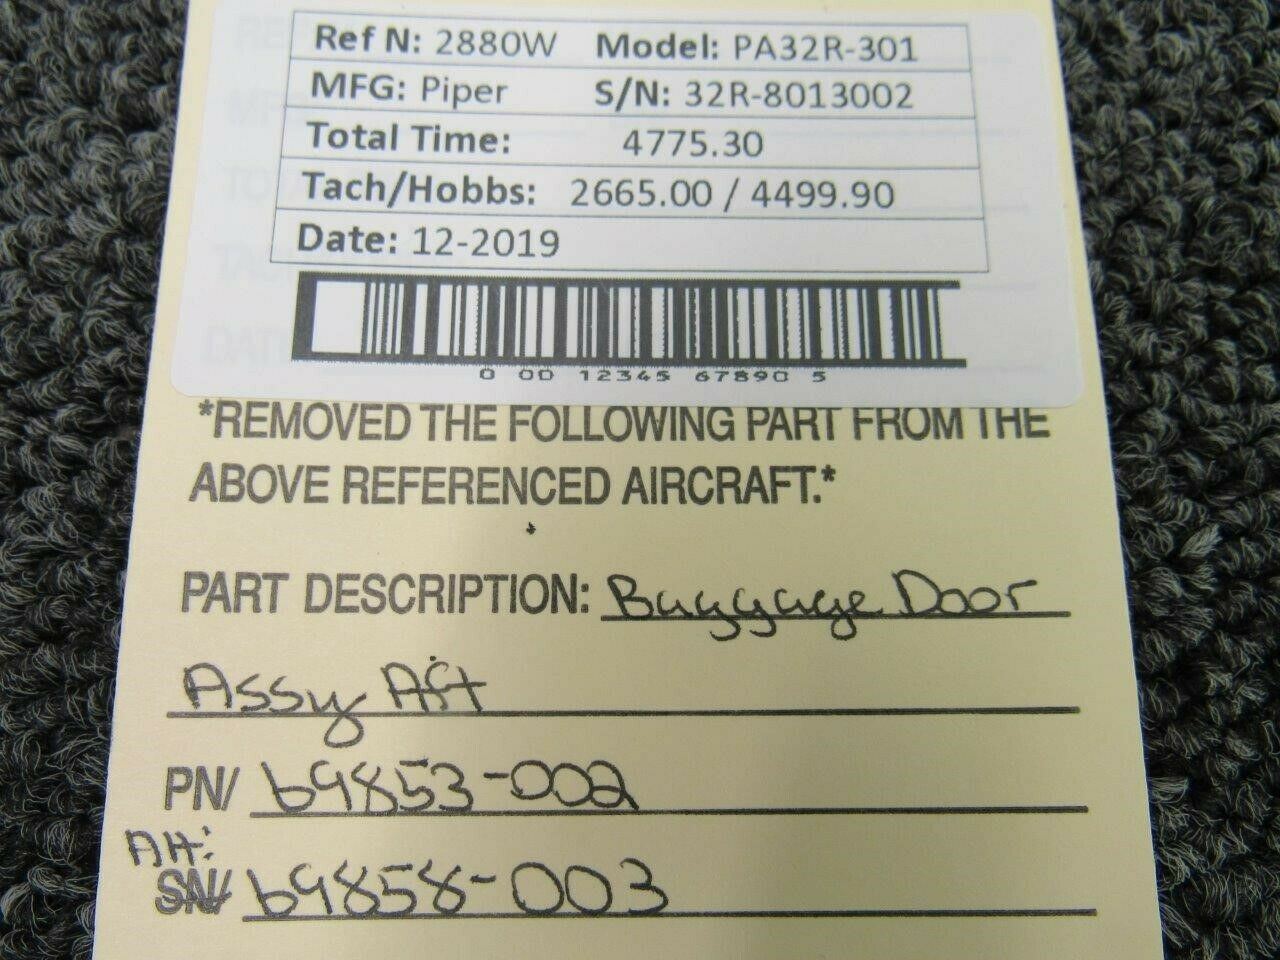 Ref N: 2880W Model: PA32R-301
MFG: Piper S/N: 32R-8013002
Total Time: 4775.30
Tach/Hobbs: 2665.00 / 4499.90
Date: 12-2019
0 00 12345 67890 5
*REMOVED THE FOLLOWING PART FROM THE
ABOVE REFERENCED AIRCRAFT.*
PART DESCRIPTION: Baggage Door
Assy Aft
PN/ 69853-002
Alt:
SN/ 69858-003